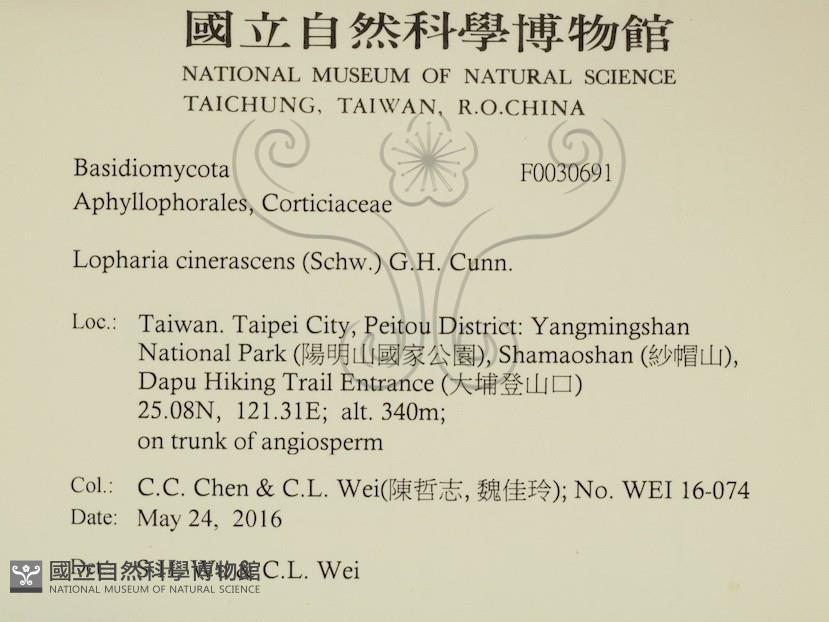 國立自然科學博物館
NATIONAL MUSEUM OF NATURAL SCIENCE
TAICHUNG, TAIWAN, R.O.CHINA
Basidiomycota F0030691
Aphyllophorales, Corticiaceae
Lopharia cinerascens (Schw.) G.H. Cunn.
Loc.: Taiwan. Taipei City, Peitou District: Yangmingshan
National Park (陽明山國家公園), Shamaoshan (紗帽山),
Dapu Hiking Trail Entrance (大埔登山口)
25.08N, 121.31E; alt. 340m;
on trunk of angiosperm
Col.: C.C. Chen & C.L. Wei(陳哲志, 魏佳玲); No. WEI 16-074
Date: May 24, 2016
Det. S.H. Wu & C.L. Wei
國立自然科學博物館
NATIONAL MUSEUM OF NATURAL SCIENCE